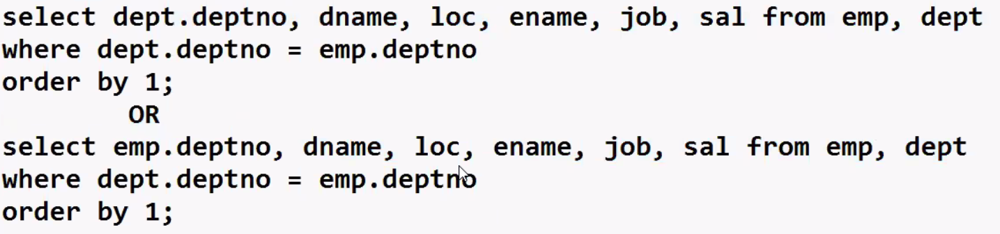 select dept.deptno, dname, loc, ename, job, sal from emp, dept
where dept.deptno = emp.deptno
order by 1;
OR
select emp.deptno, dname, loc, ename, job, sal from emp, dept
where dept.deptno = emp.deptno
order by 1;